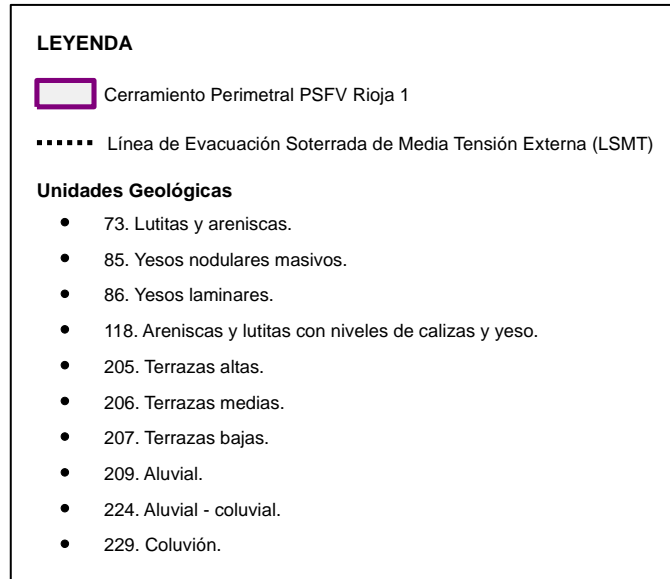 LEYENDA
Cerramiento Perimetral PSFV Rioja 1
Línea de Evacuación Soterrada de Media Tensión Externa (LSMT)
Unidades Geológicas
• 73. Lutitas y areniscas.
• 85. Yesos nodulares masivos.
• 86. Yesos laminares.
• 118. Areniscas y lutitas con niveles de calizas y yeso.
• 205. Terrazas altas.
• 206. Terrazas medias.
• 207. Terrazas bajas.
• 209. Aluvial.
• 224. Aluvial - coluvial.
• 229. Coluvión.